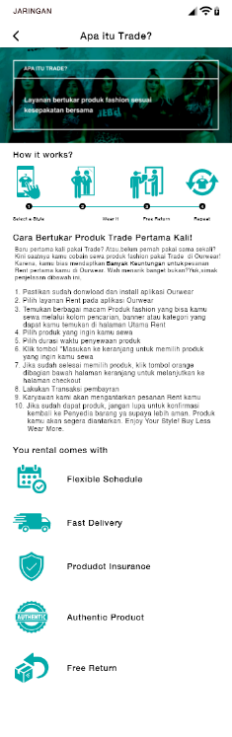 JARINGAN
Apa itu Trade?
APA ITU TRADE?
Layanan bertukar produk fashion sesuai
kesepakatan bersama
How it works?
Select a Style
Wear It
Free Return
Repeat
Cara Bertukar Produk Trade Pertama Kali!
Baru pertama kali pakai Trade? Atau belum pernah pakai sama sekali?
Kini saatnya kamu cobain sewa produk fashion pakai Trade di Ourwear!
Karena, kamu bisa mendapatkan Banyak Keuntungan untuk pesanan
Rent pertama kamu di Ourwear. Wah menarik banget bukan? Yuk, simak
penjelasan dibawah ini.
1. Pastikan sudah donwload dan install aplikasi Ourwear
2. Pilih layanan Rent pada aplikasi Ourwear
3. Temukan berbagai macam Produk fashion yang bisa kamu
sewa melalui kolom pencarian, banner atau kategori yang
dapat kamu temukan di halaman Utama Rent
4. Pilih produk yang ingin kamu sewa
5. Pilih durasi waktu penyewaan produk
6. Klik tombol "Masukan ke keranjang untuk memilih produk
yang ingin kamu sewa
7. Jika sudah selesai memilih produk, klik tombol orange
dibagian bawah halaman keranjang untuk melanjutkan ke
halaman checkout
8. Lakukan Transaksi pembayran
9. Karyawan kami akan mengantarkan pesanan Rent kamu
10. Jika sudah dapat produk, jangan lupa untuk konfirmasi
kembali ke Penyedia barang ya supaya lebih aman. Produk
kamu akan segera diantarkan. Enjoy Your Style! Buy Less
Wear More.
You rental comes with
Flexible Schedule
Fast Delivery
Produdct Insurance
AUTHENTIC
Authentic Product
Free Return